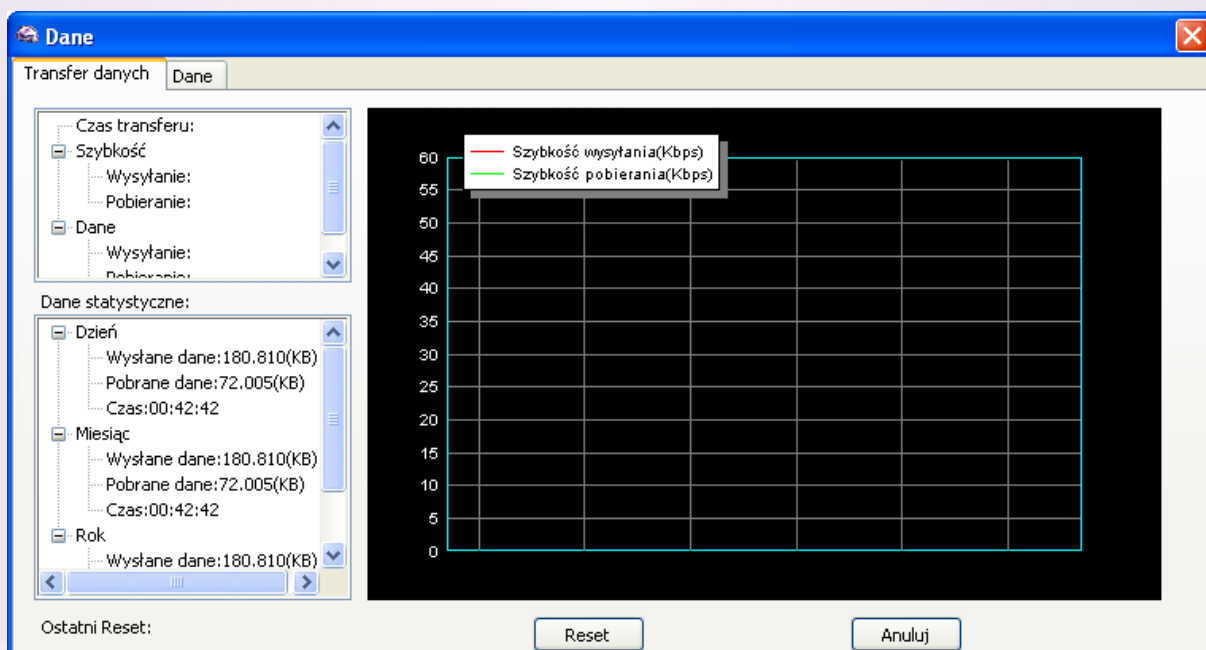 Dane
Transfer danych
Dane
Czas transferu:
Szybkość
Wysyłanie:
Pobieranie:
Dane
Wysyłanie:
Pobieranie:
Dane statystyczne:
Dzień
Wysłane dane:180.810(KB)
Pobrane dane:72.005(KB)
Czas:00:42:42
Miesiąc
Wysłane dane:180.810(KB)
Pobrane dane:72.005(KB)
Czas:00:42:42
Rok
Wysłane dane:180.810(KB)
Szybkość wysyłania(Kbps)
Szybkość pobierania(Kbps)
60
55
50
45
40
35
30
25
20
15
10
5
0
Ostatni Reset:
Reset
Anuluj